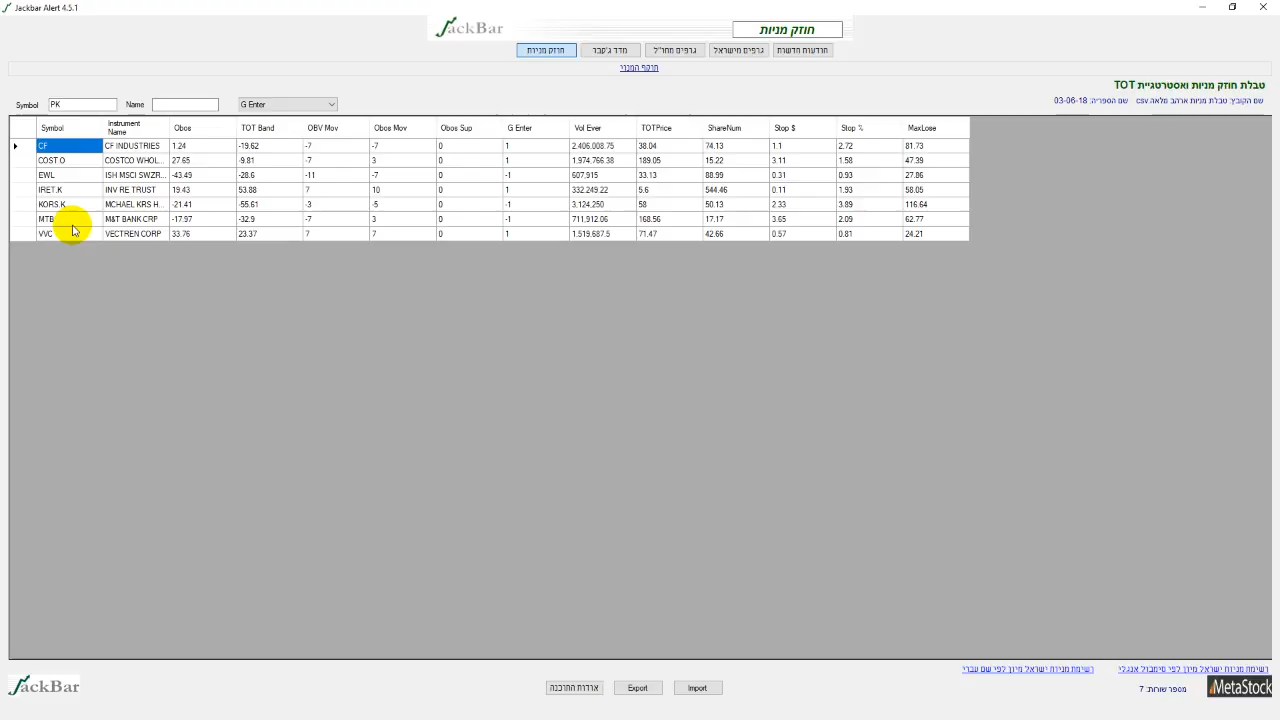 Jackbar Alert 4.5.1
JackBar
חוזק מניות
חוזק מניות מדד ג'קבר גרפים מחו"ל גרפים מישראל הודעות חדשות
תוקף המנוי
טבלת חוזק מניות ואסטרטגיית TOT
שם הקובץ: טבלת מניות ארהב מלאה.csv שם הספריה: 03-06-18
Symbol PK Name G Enter
Symbol Instrument Name Obos TOT Band OBV Mov Obos Mov Obos Sup G Enter Vol Ever TOTPrice ShareNum Stop $ Stop % MaxLose
CF CF INDUSTRIES 1.24 -19.62 -7 -7 0 1 2.406.008.75 38.04 74.13 1.1 2.72 81.73
COST.O COSTCO WHOL... 27.65 -9.81 -7 3 0 1 1,974,766.38 189.05 15.22 3.11 1.58 47.39
EWL ISH MSCI SWZR... -43.49 -28.6 -11 -7 0 -1 607,915 33.13 88.99 0.31 0.93 27.86
IRET.K INV RE TRUST 19.43 53.88 7 10 0 1 332,249.22 5.6 544.46 0.11 1.93 58.05
KORS.K MCHAEL KRS H... -21.41 -55.61 -3 -5 0 -1 3,124,250 58 50.13 2.33 3.89 116.64
MTB M&T BANK CRP -17.97 -32.9 -7 3 0 -1 711,912.06 168.56 17.17 3.65 2.09 62.77
VVC VECTREN CORP 33.76 23.37 7 7 0 1 1.519.687.5 71.47 42.66 0.57 0.81 24.21
רשימת מניות ישראל מיון לפי סימבול אנגלי רשימת מניות ישראל מיון לפי שם עברי
JackBar אודות התוכנה Export Import מספר שורות: 7 MetaStock